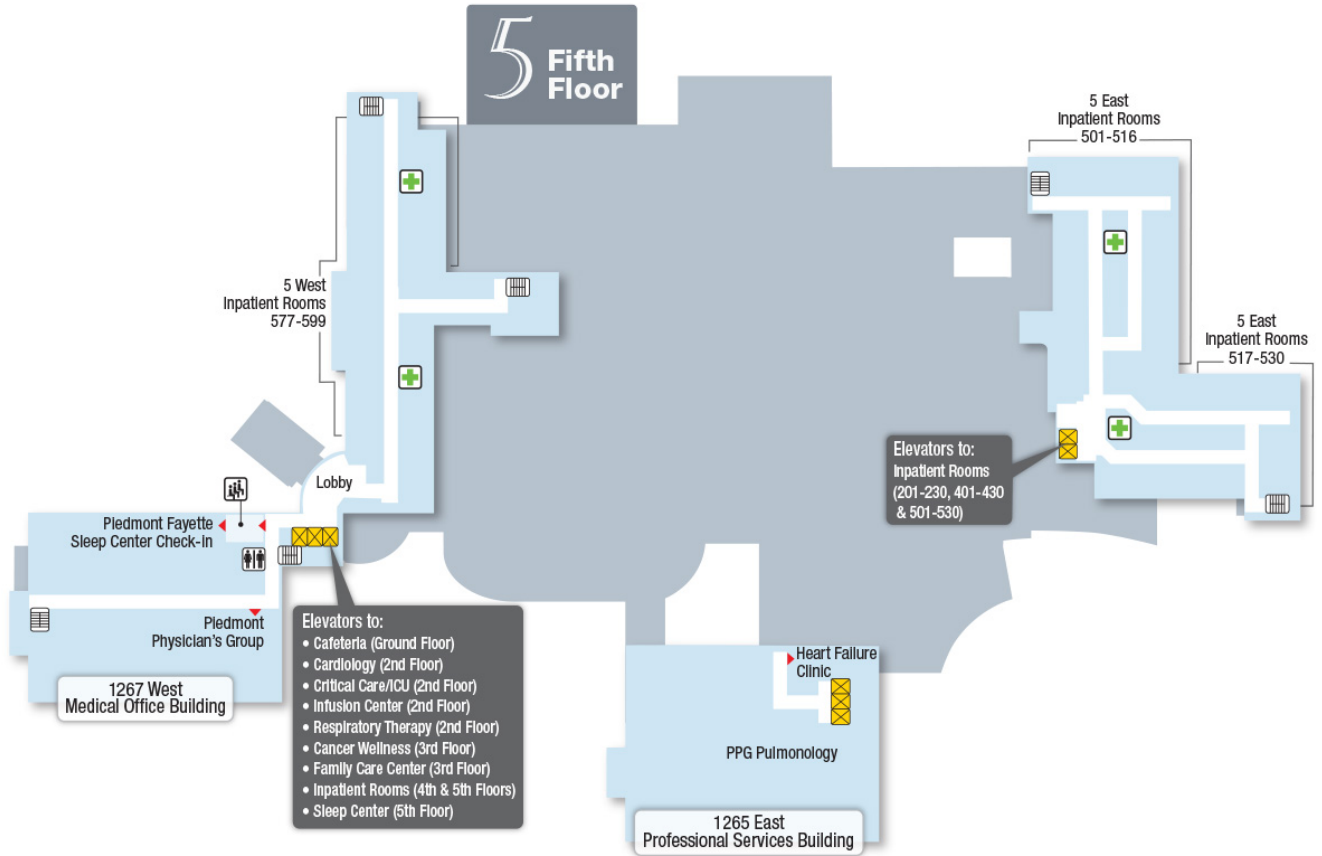 5 Fifth
Floor
5 East
Inpatient Rooms
501-516
5 West
Inpatient Rooms
577-599
5 East
Inpatient Rooms
517-530
Elevators to:
Inpatient Rooms
(201-230, 401-430
& 501-530)
Lobby
Piedmont Fayette
Sleep Center Check-in
Piedmont
Physician's Group
1267 West
Medical Office Building
Elevators to:
• Cafeteria (Ground Floor)
• Cardiology (2nd Floor)
• Critical Care/ICU (2nd Floor)
• Infusion Center (2nd Floor)
• Respiratory Therapy (2nd Floor)
• Cancer Wellness (3rd Floor)
• Family Care Center (3rd Floor)
• Inpatient Rooms (4th & 5th Floors)
• Sleep Center (5th Floor)
Heart Failure
Clinic
PPG Pulmonology
1265 East
Professional Services Building